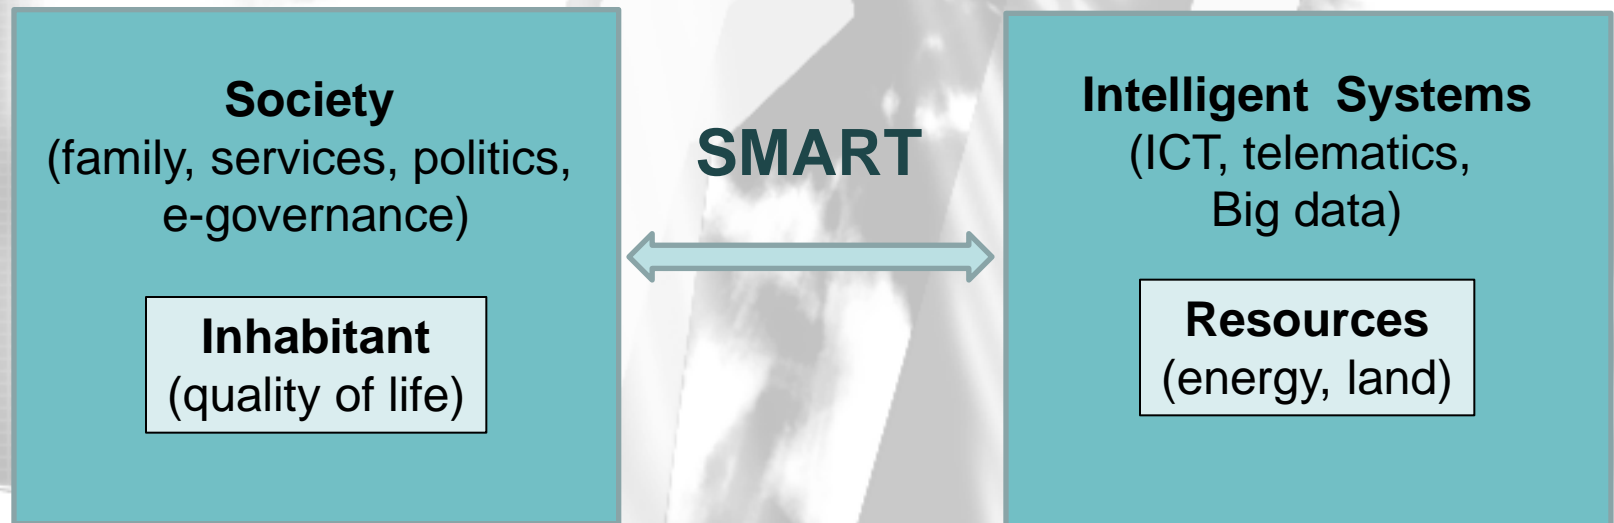 Society
(family, services, politics,
e-governance)
Inhabitant
(quality of life)
SMART
Intelligent Systems
(ICT, telematics,
Big data)
Resources
(energy, land)